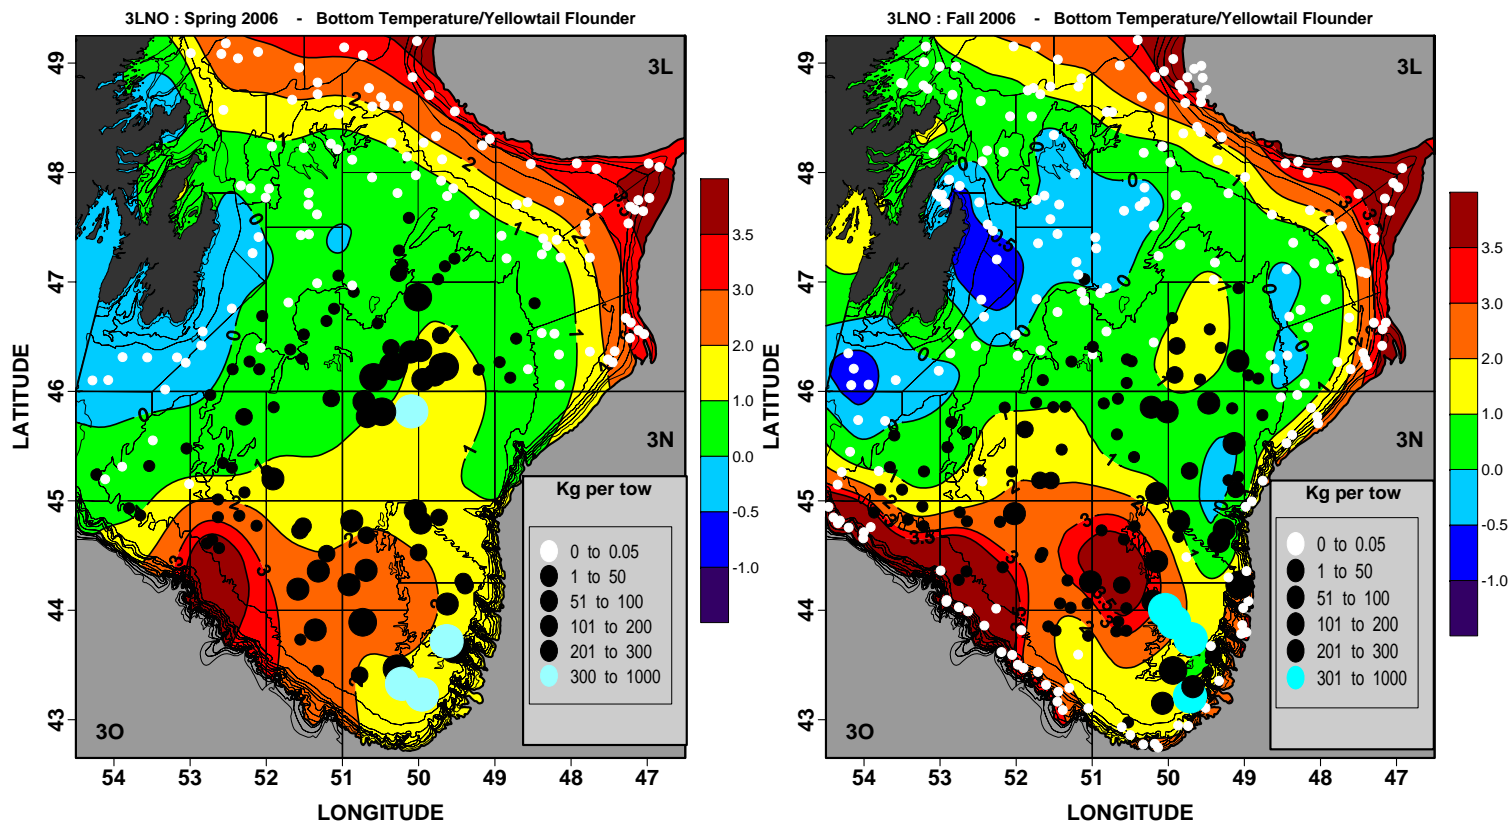 3LNO : Spring 2006 - Bottom Temperature/Yellowtail Flounder
3L
3N
3O
49
48
47
46
45
44
43
LATITUDE
54 53 52 51 50 49 48 47
LONGITUDE
Kg per tow
0 to 0.05
1 to 50
51 to 100
101 to 200
201 to 300
300 to 1000
3.5
3.0
2.0
1.0
0.0
-0.5
-1.0
3LNO : Fall 2006 - Bottom Temperature/Yellowtail Flounder
3L
3N
3O
49
48
47
46
45
44
43
LATITUDE
54 53 52 51 50 49 48 47
LONGITUDE
Kg per tow
0 to 0.05
1 to 50
51 to 100
101 to 200
201 to 300
301 to 1000
3.5
3.0
2.0
1.0
0.0
-0.5
-1.0